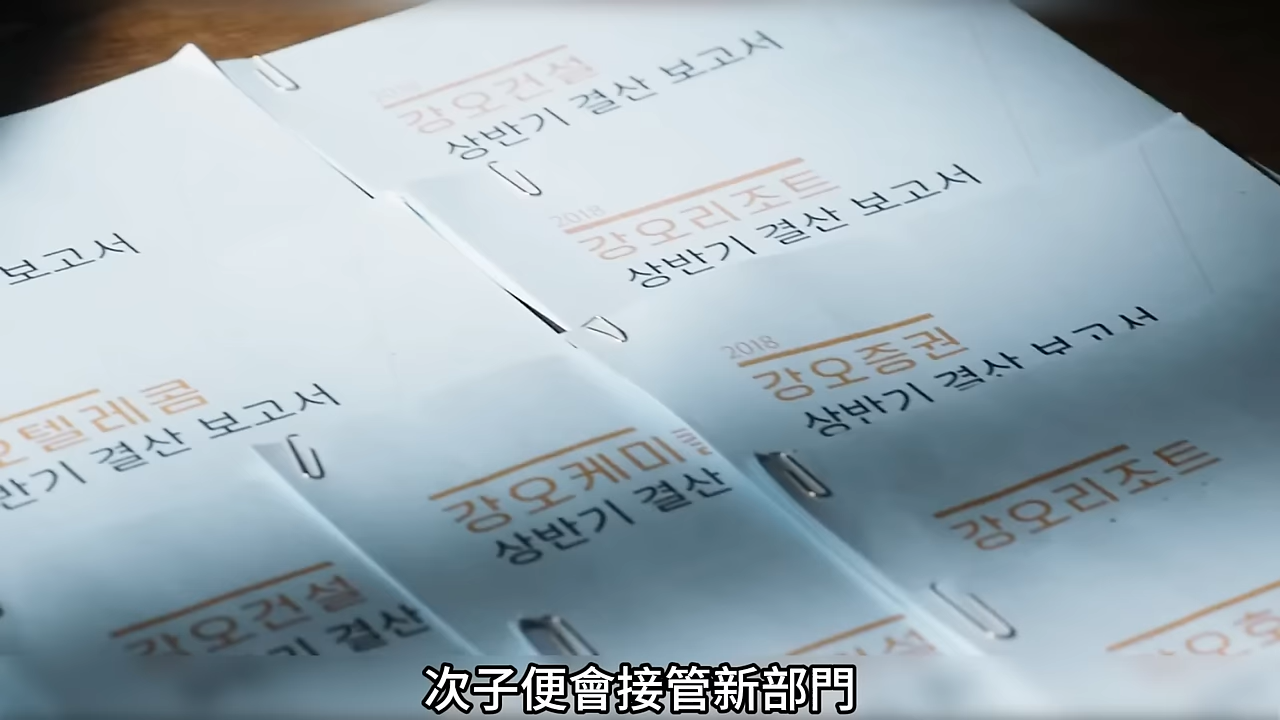 강오건설
상반기 결산 보고서
2018
강오리조트
상반기 결산 보고서
보고서
2018
강오증권
상반기 결산 보고서
텔레콤
반기 결산 보고서
강오케미
상반기 결산
강오리조트
강오건설
결산
次子便會接管新部門